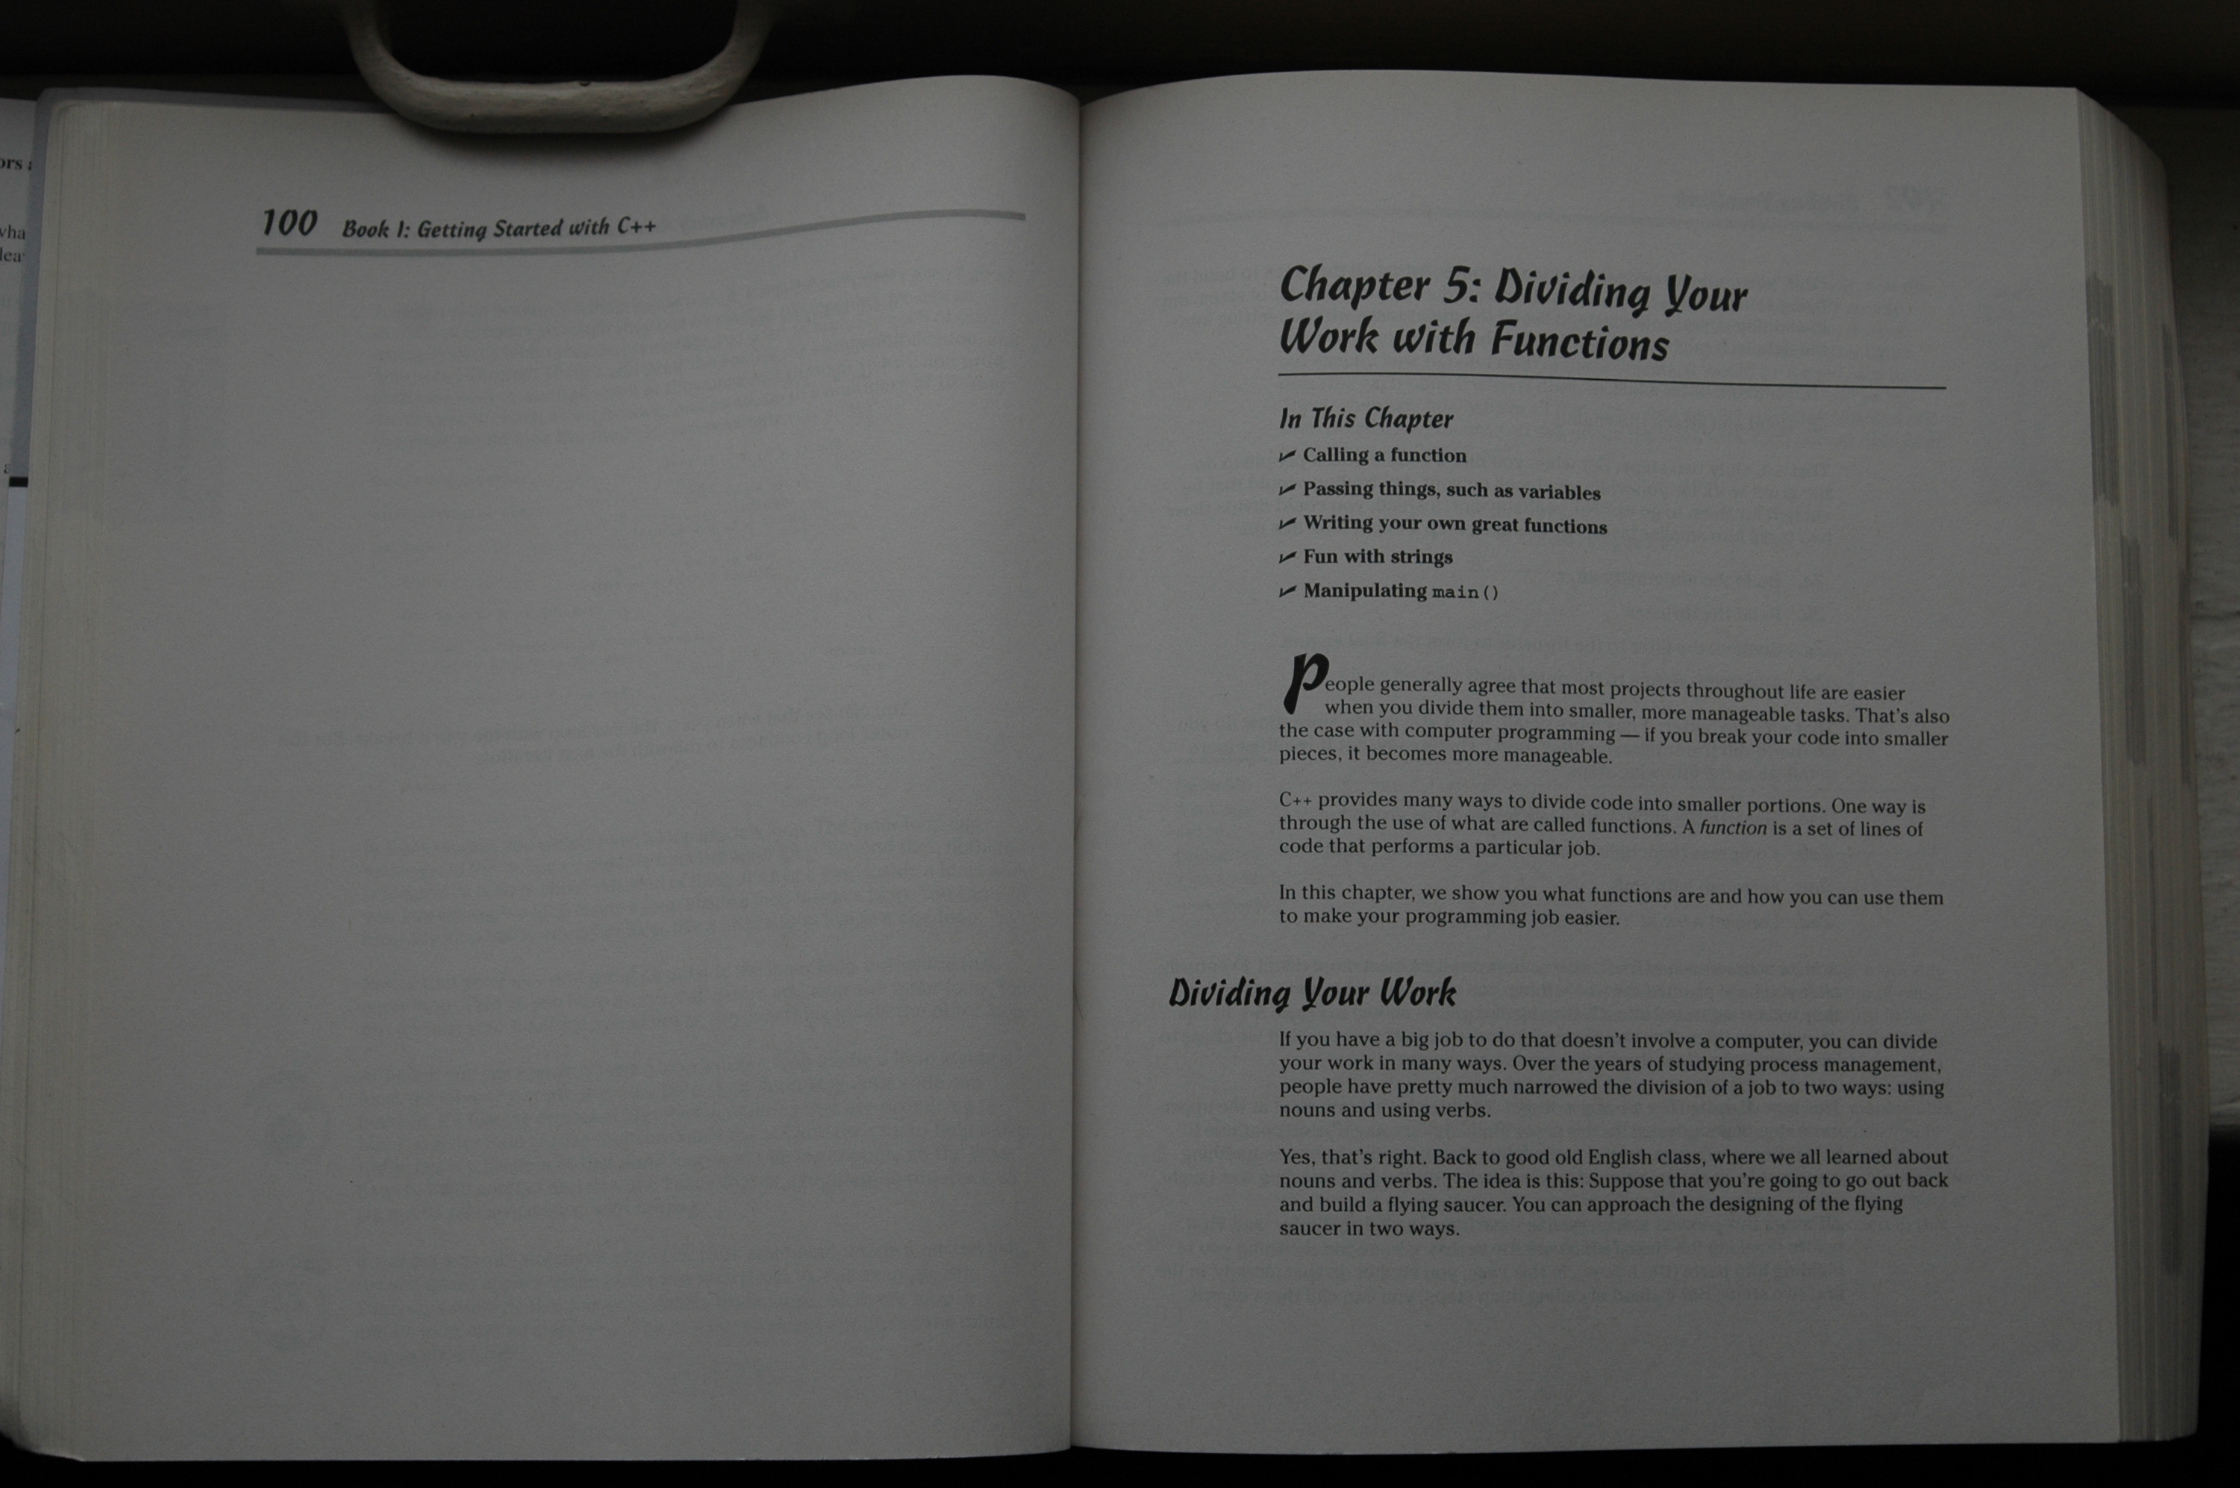 100 Book I: Getting Started with C++
Chapter 5: Dividing Your
Work with Functions
In This Chapter
✓ Calling a function
✓ Passing things, such as variables
✓ Writing your own great functions
✓ Fun with strings
✓ Manipulating main()
People generally agree that most projects throughout life are easier
when you divide them into smaller, more manageable tasks. That's also
the case with computer programming — if you break your code into smaller
pieces, it becomes more manageable.
C++ provides many ways to divide code into smaller portions. One way is
through the use of what are called functions. A function is a set of lines of
code that performs a particular job.
In this chapter, we show you what functions are and how you can use them
to make your programming job easier.
Dividing Your Work
If you have a big job to do that doesn't involve a computer, you can divide
your work in many ways. Over the years of studying process management,
people have pretty much narrowed the division of a job to two ways: using
nouns and using verbs.
Yes, that's right. Back to good old English class, where we all learned about
nouns and verbs. The idea is this: Suppose that you're going to go out back
and build a flying saucer. You can approach the designing of the flying
saucer in two ways.